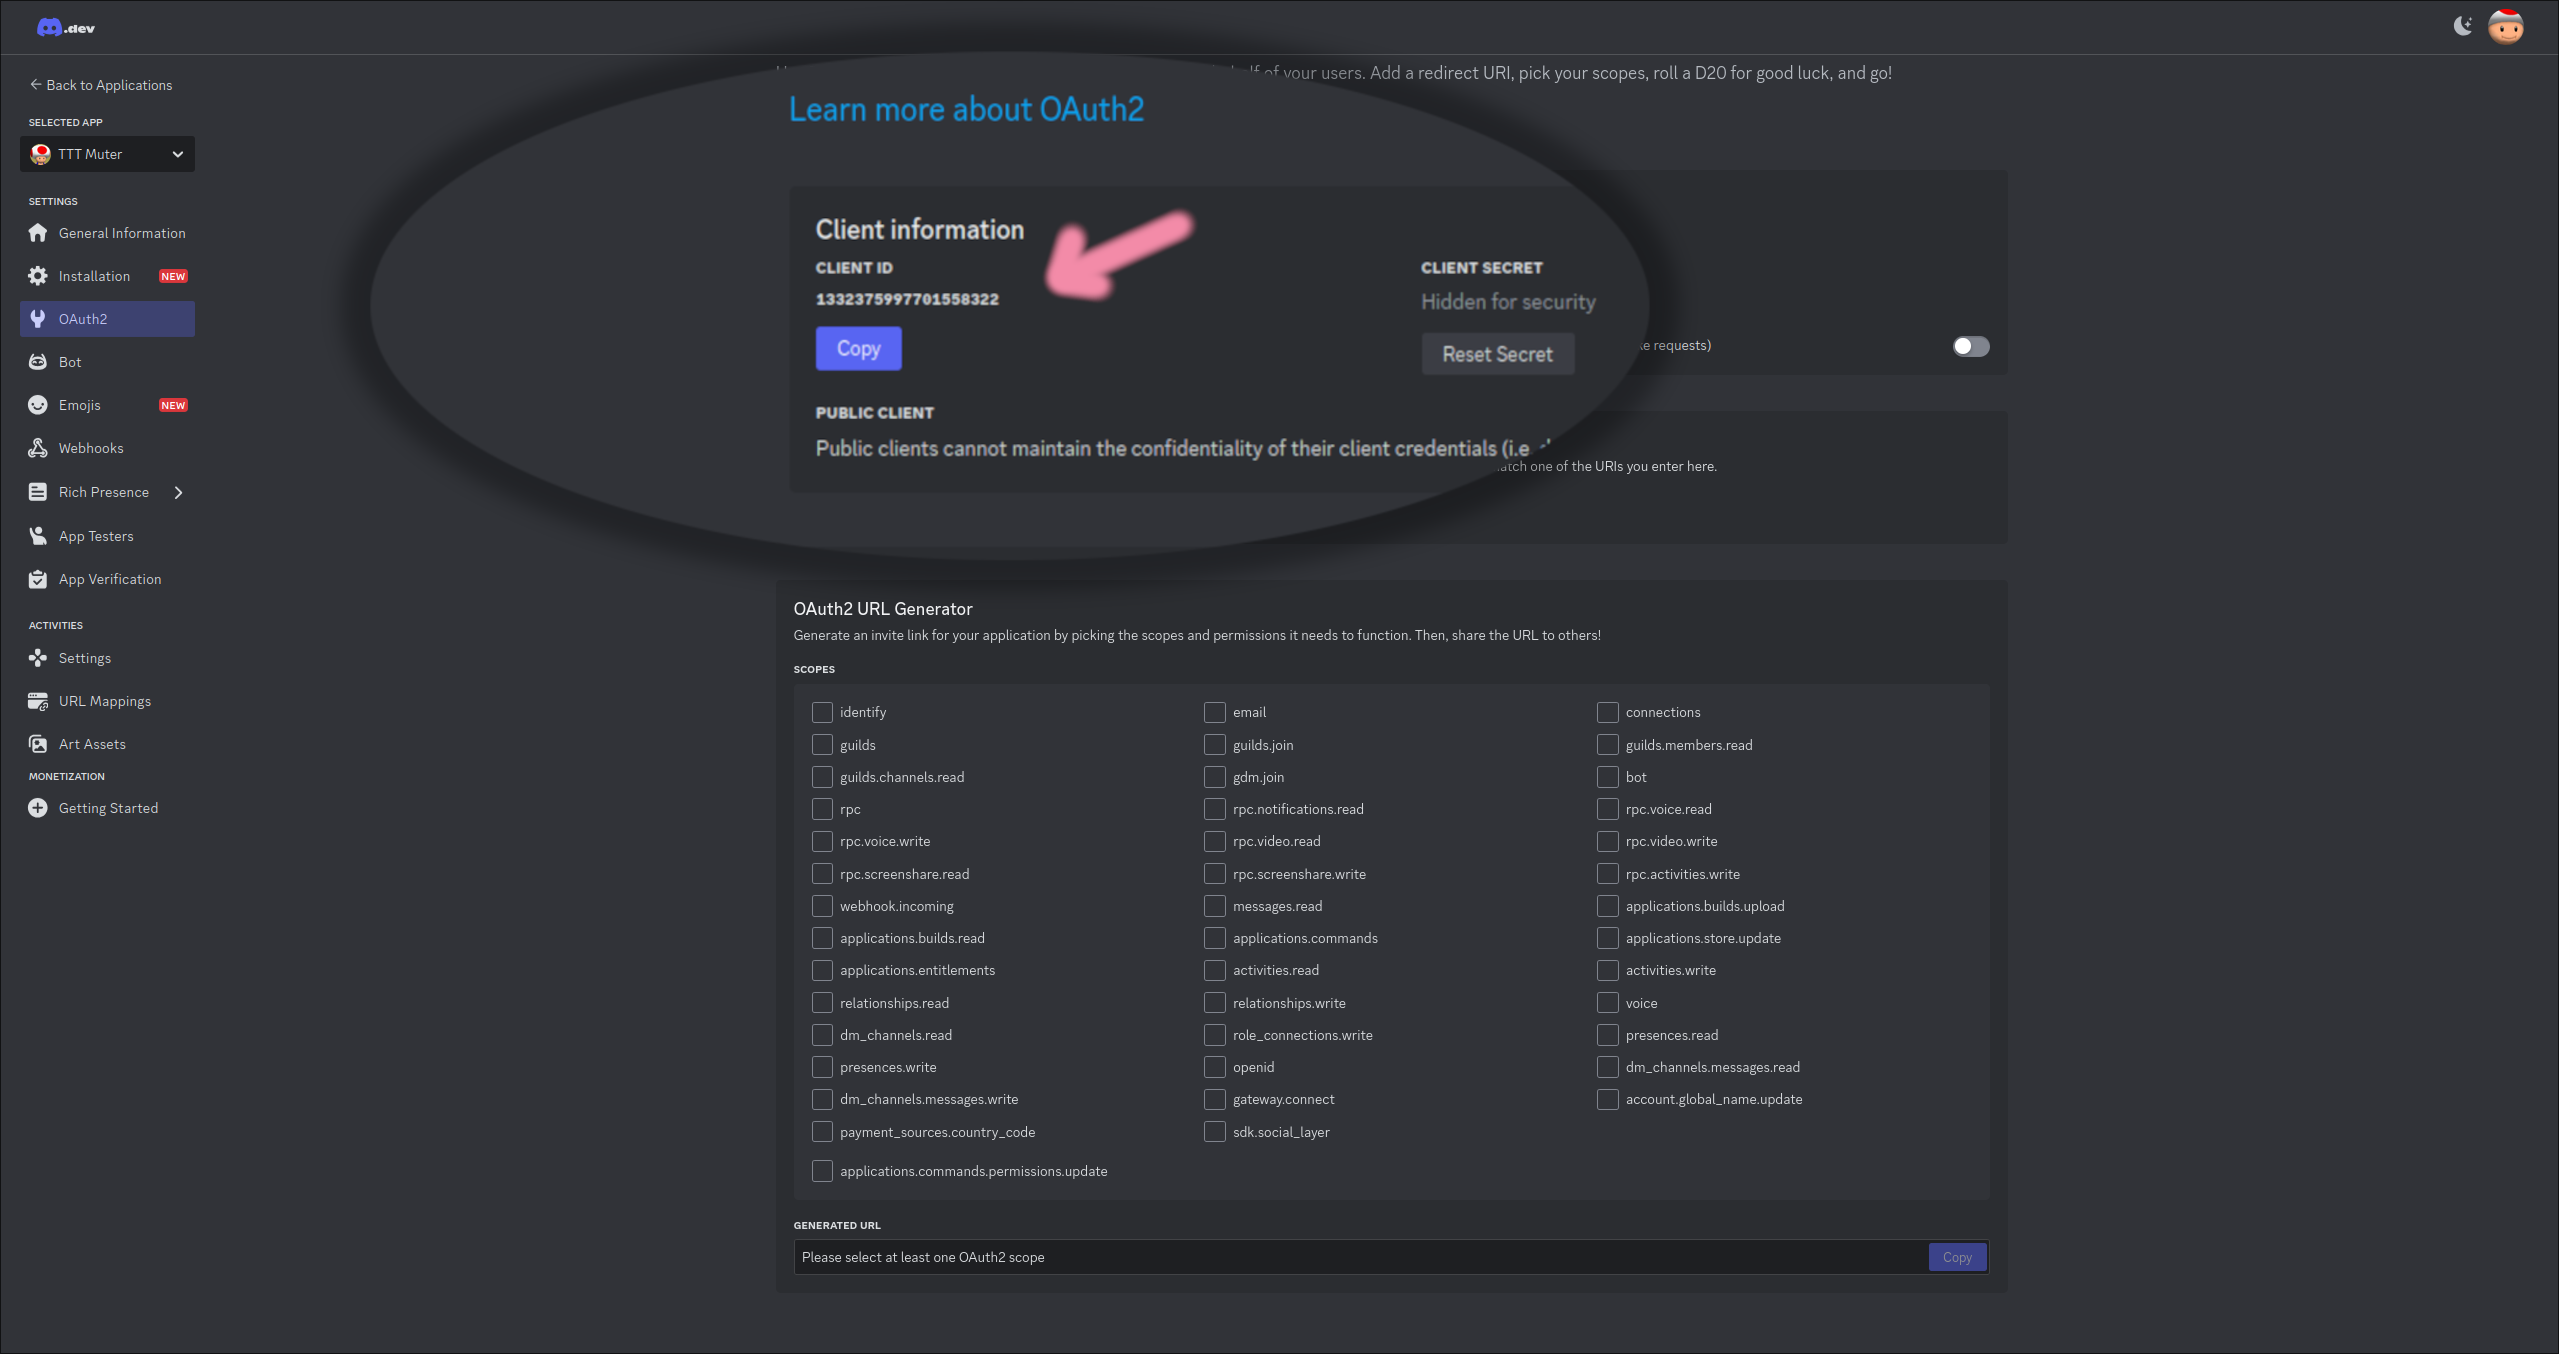 .dev
Back to Applications
SELECTED APP
TTT Muter
SETTINGS
General Information
Installation NEW
OAuth2
Bot
Emojis NEW
Webhooks
Rich Presence
App Testers
App Verification
ACTIVITIES
Settings
URL Mappings
Art Assets
MONETIZATION
Getting Started
of your users. Add a redirect URI, pick your scopes, roll a D20 for good luck, and go!
Learn more about OAuth2
Client information
CLIENT ID
1332375997701558322
Copy
CLIENT SECRET
Hidden for security
Reset Secret
PUBLIC CLIENT
Public clients cannot maintain the confidentiality of their client credentials (i.e.
requests)
one of the URIs you enter here.
OAuth2 URL Generator
Generate an invite link for your application by picking the scopes and permissions it needs to function. Then, share the URL to others!
SCOPES
identify email connections
guilds guilds.join guilds.members.read
guilds.channels.read gdm.join bot
rpc rpc.notifications.read rpc.voice.read
rpc.voice.write rpc.video.read rpc.video.write
rpc.screenshare.read rpc.screenshare.write rpc.activities.write
webhook.incoming messages.read applications.builds.upload
applications.builds.read applications.commands applications.store.update
applications.entitlements activities.read activities.write
relationships.read relationships.write voice
dm_channels.read role_connections.write presences.read
presences.write openid dm_channels.messages.read
dm_channels.messages.write gateway.connect account.global_name.update
payment_sources.country_code sdk.social_layer
applications.commands.permissions.update
GENERATED URL
Please select at least one OAuth2 scope
Copy